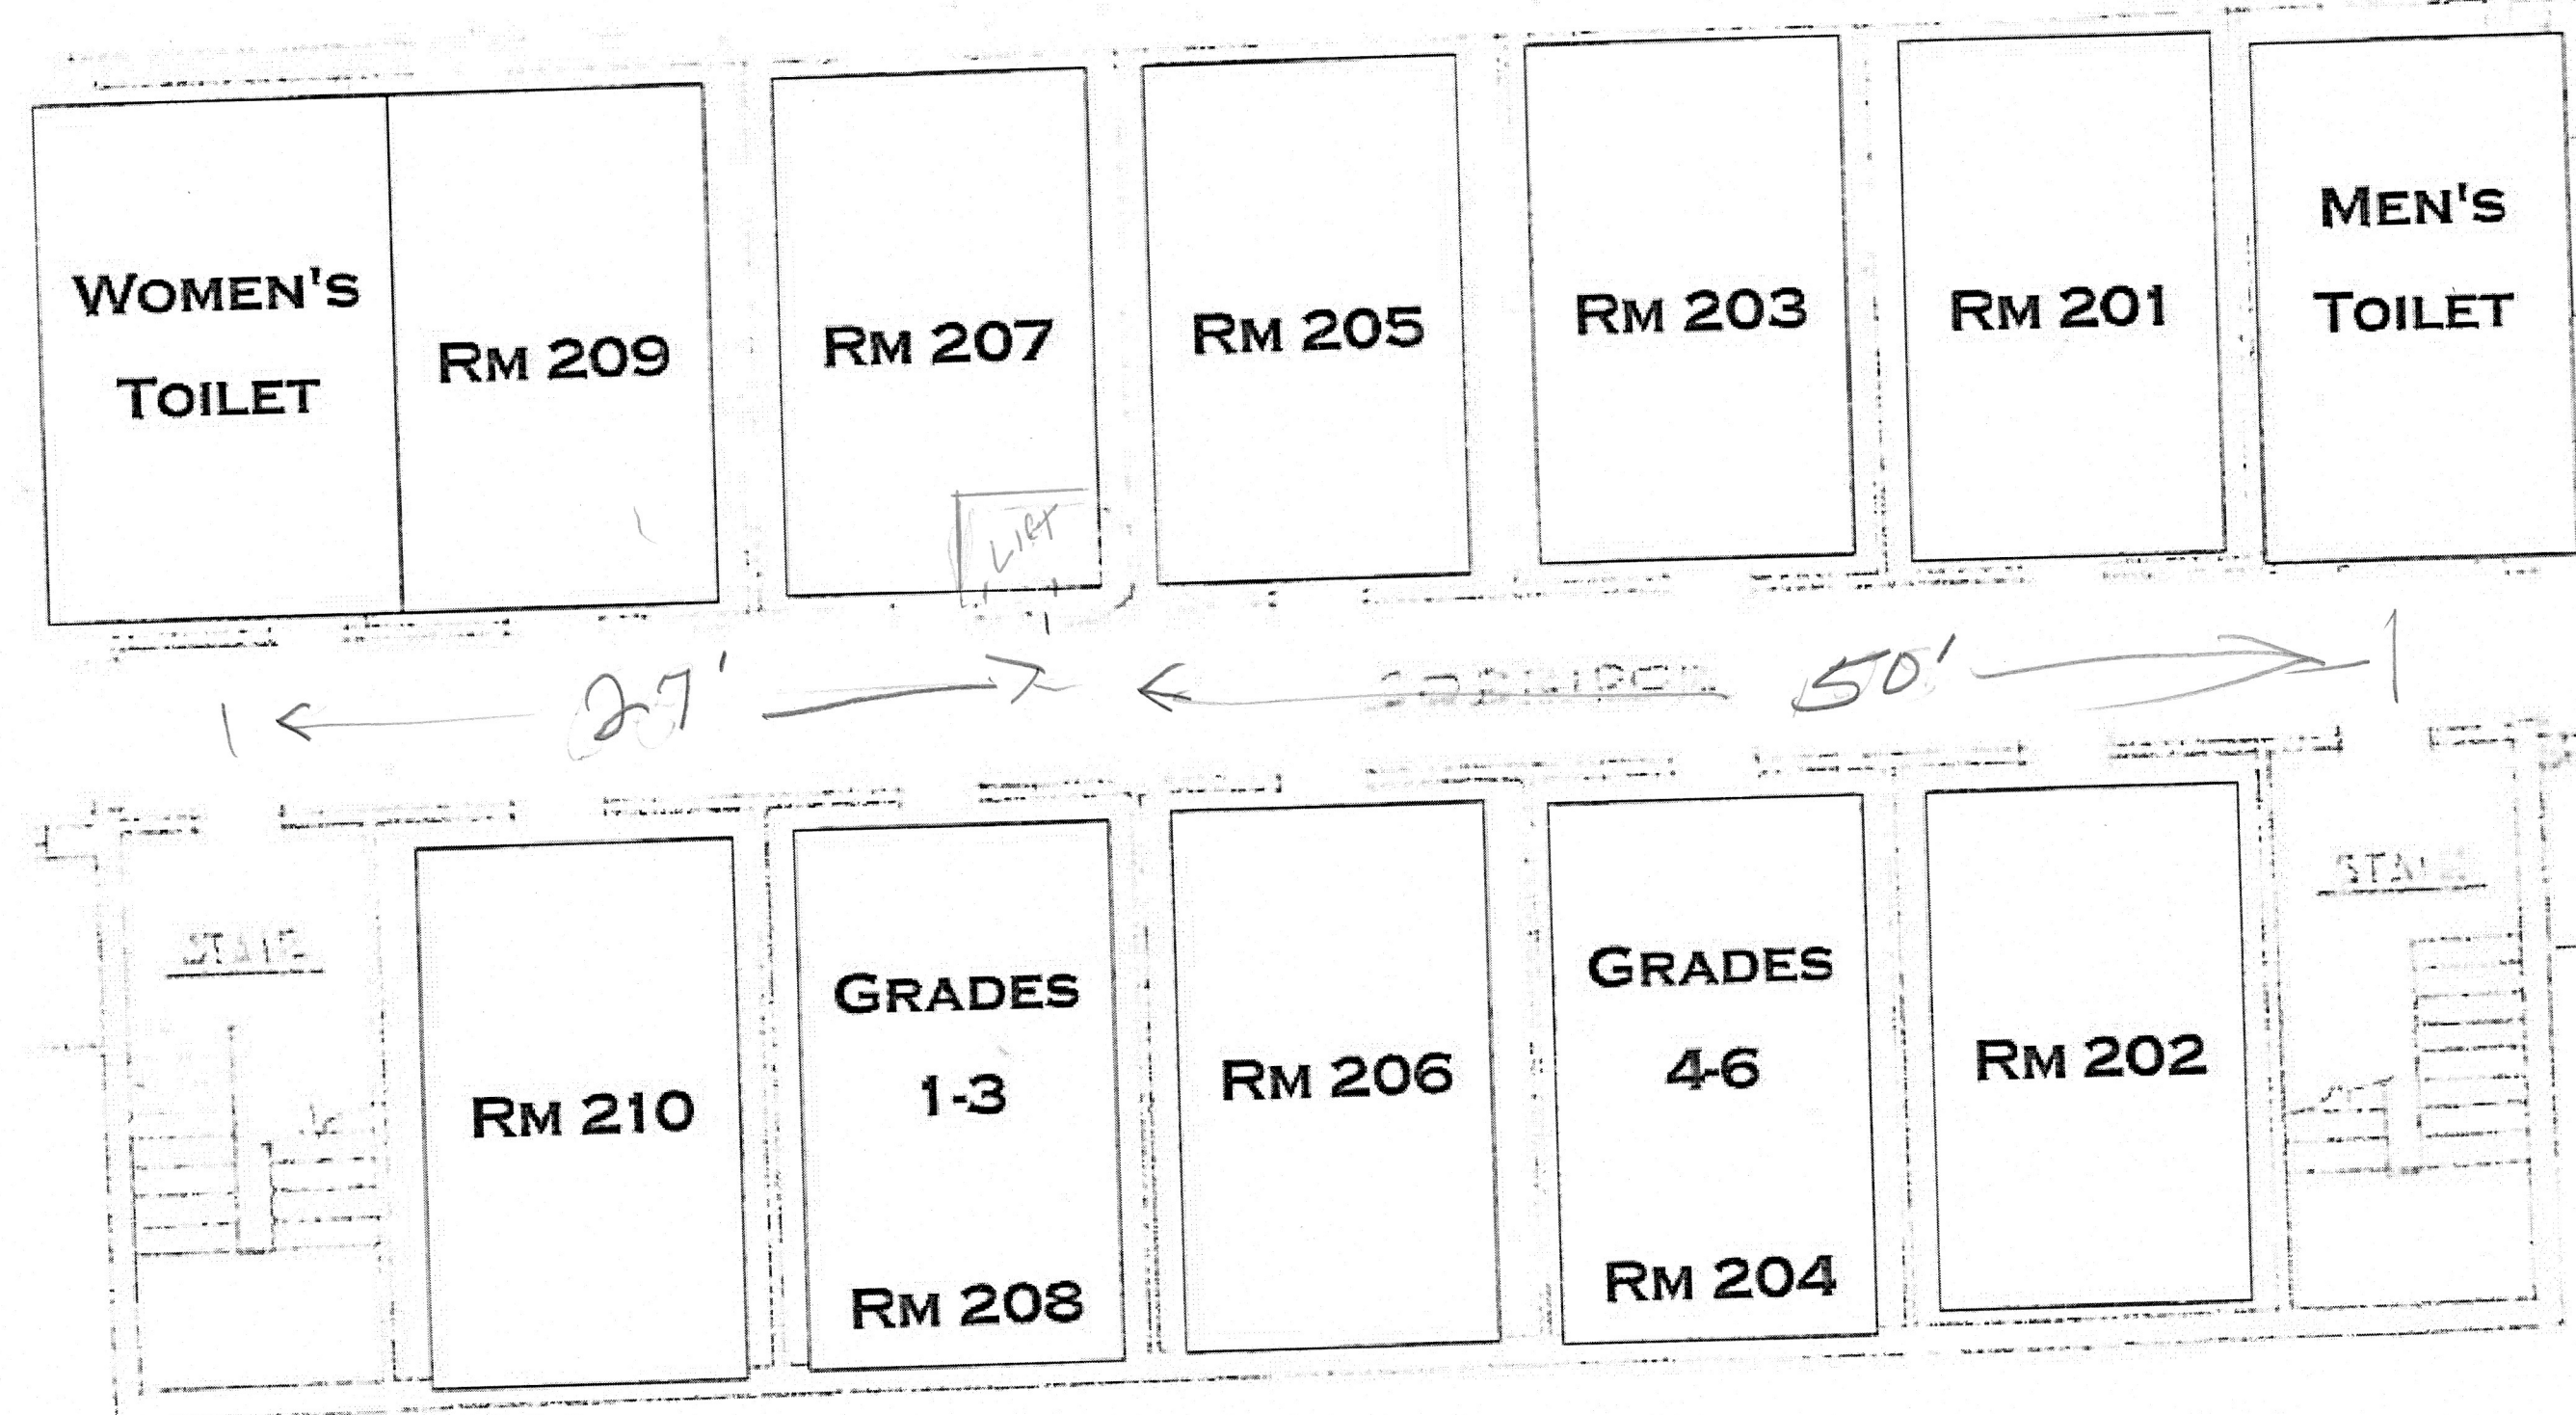 WOMEN'S
TOILET
RM 209
RM 207
LIFT
RM 205
RM 203
RM 201
MEN'S
TOILET
27'
CORRIDOR
50'
STAIR
RM 210
GRADES
1-3
RM 208
RM 206
GRADES
4-6
RM 204
RM 202
STAIR